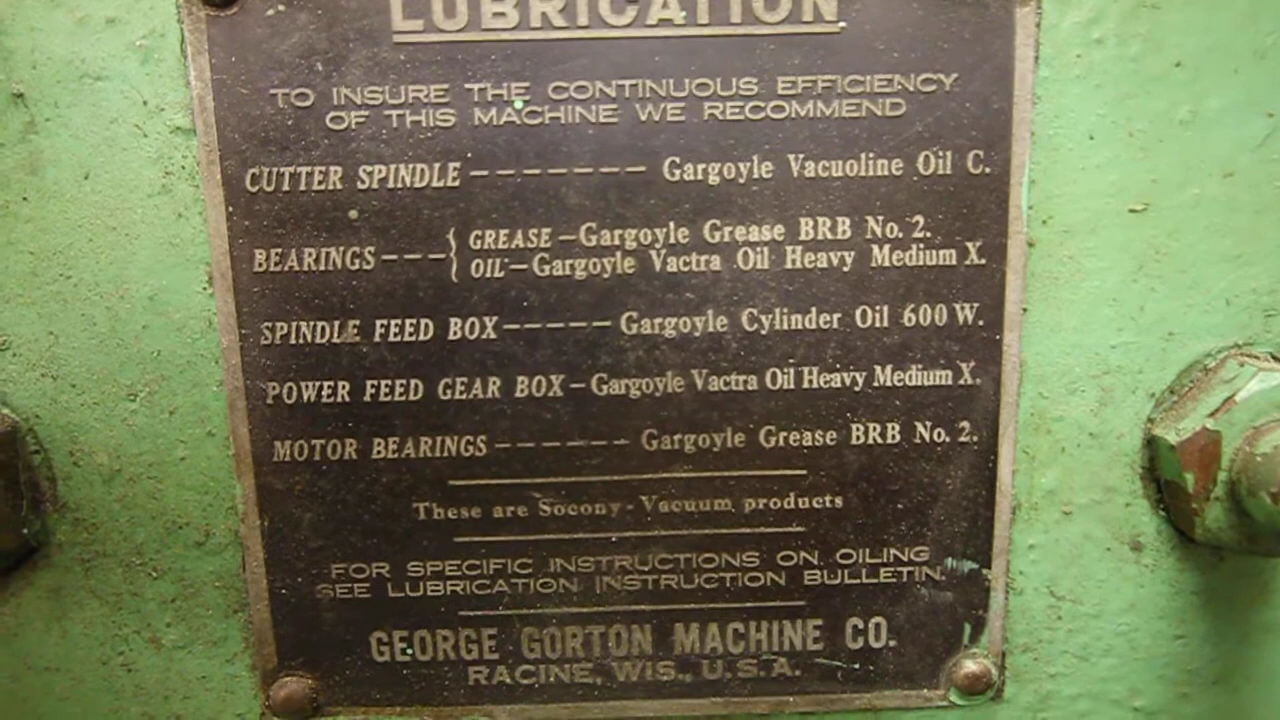 LUBRICATION
TO INSURE THE CONTINUOUS EFFICIENCY
OF THIS MACHINE WE RECOMMEND
CUTTER SPINDLE ------- Gargoyle Vacuoline Oil C.
BEARINGS --- { GREASE - Gargoyle Grease BRB No. 2.
OIL - Gargoyle Vactra Oil Heavy Medium X.
SPINDLE FEED BOX ----- Gargoyle Cylinder Oil 600 W.
POWER FEED GEAR BOX - Gargoyle Vactra Oil Heavy Medium X.
MOTOR BEARINGS ------ Gargoyle Grease BRB No. 2.
These are Socony-Vacuum products
FOR SPECIFIC INSTRUCTIONS ON OILING
SEE LUBRICATION INSTRUCTION BULLETIN.
GEORGE GORTON MACHINE CO.
RACINE, WIS., U.S.A.